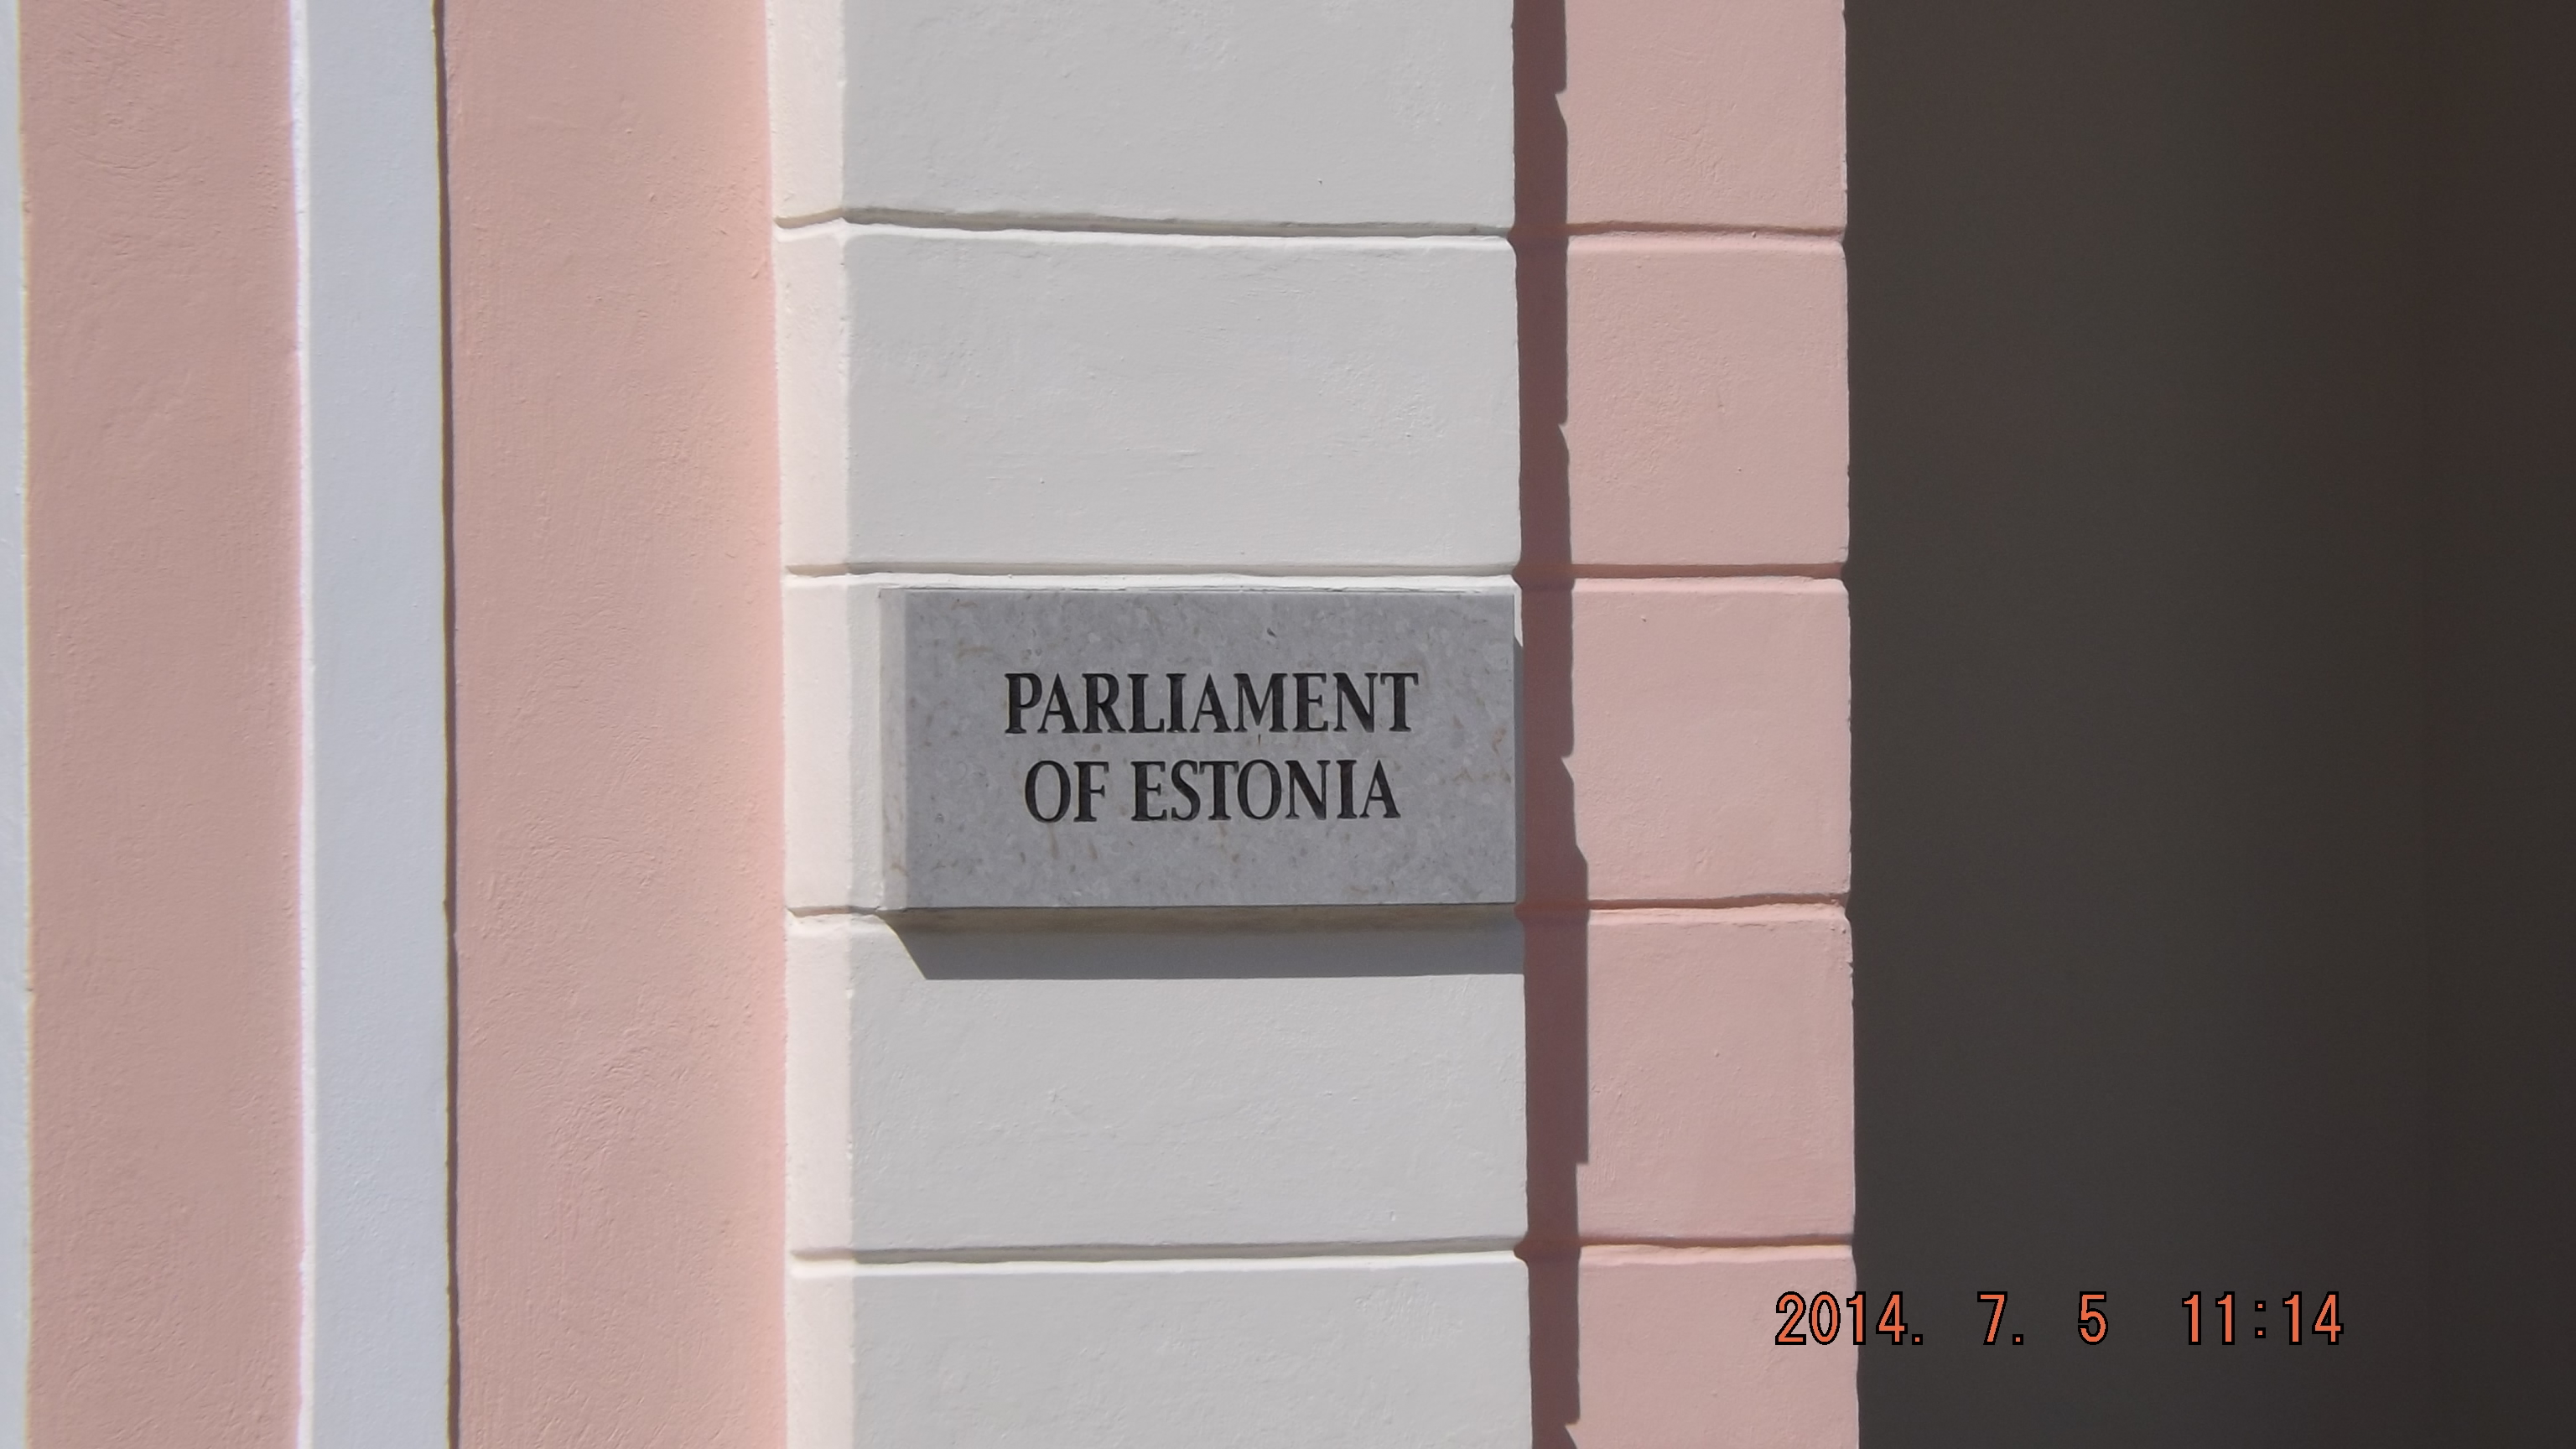 PARLIAMENT
OF ESTONIA
2014. 7. 5 11:14